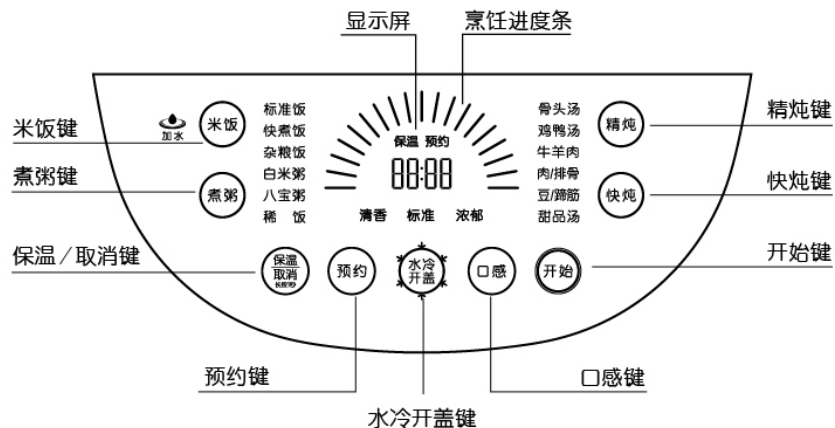 显示屏
烹饪进度条
米饭键
煮粥键
保温/取消键
加水
米饭
煮粥
标准饭
快煮饭
杂粮饭
白米粥
八宝粥
稀 饭
保温 预约
88:88
清香 标准 浓郁
骨头汤
鸡鸭汤
牛羊肉
肉/排骨
豆/蹄筋
甜品汤
精炖
快炖
精炖键
快炖键
开始键
保温
取消
预约
水冷
开盖
口感
开始
预约键
水冷开盖键
口感键